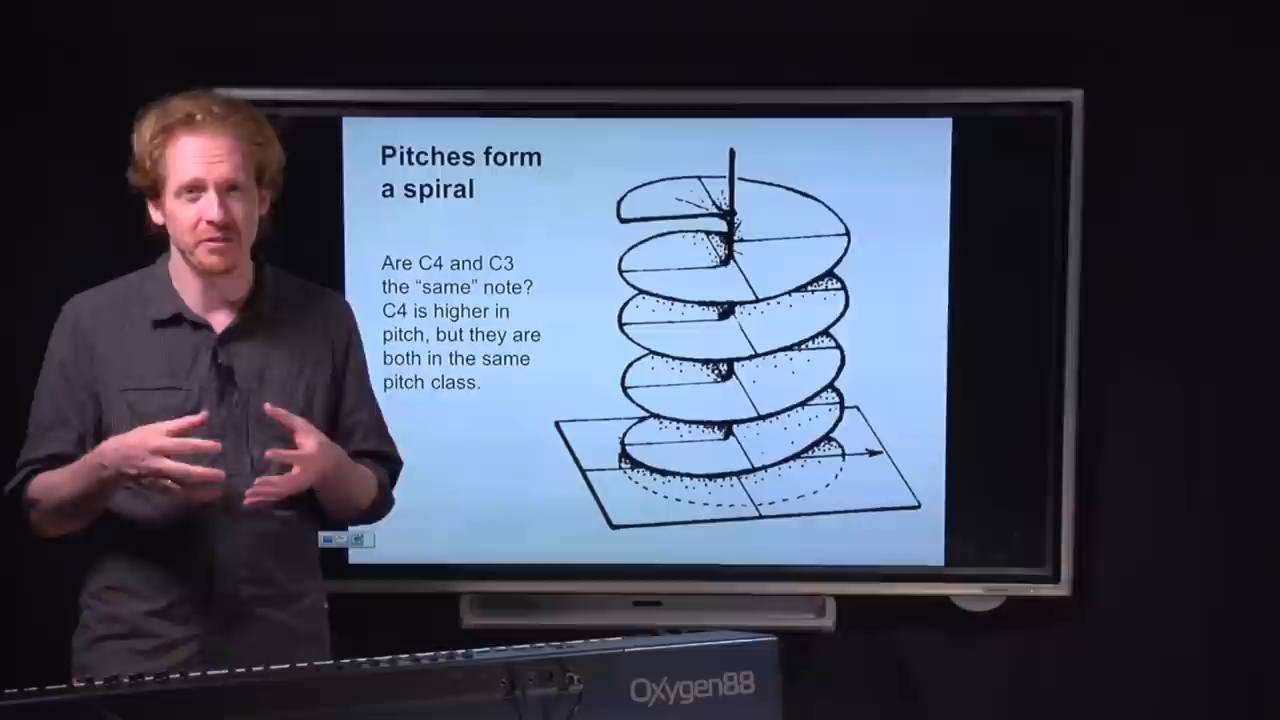 Pitches form
a spiral
Are C4 and C3
the “same” note?
C4 is higher in
pitch, but they are
both in the same
pitch class.
Oxygen88